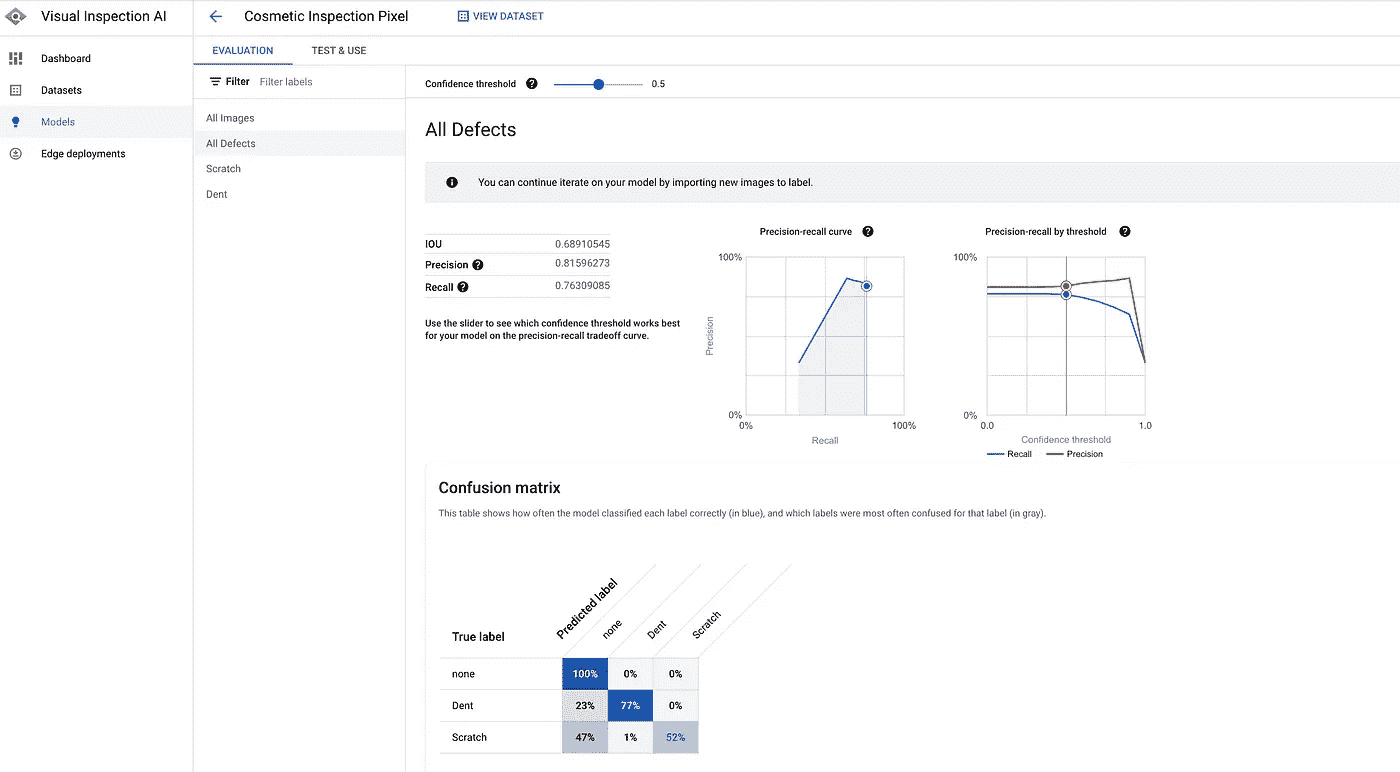 Visual Inspection AI
Cosmetic Inspection Pixel
VIEW DATASET
Dashboard
Datasets
Models
Edge deployments
EVALUATION
TEST & USE
Filter Filter labels
All Images
All Defects
Scratch
Dent
Confidence threshold ? 0.5
All Defects
You can continue iterate on your model by importing new images to label.
IOU 0.68910545
Precision ? 0.81596273
Recall ? 0.76309085
Use the slider to see which confidence threshold works best
for your model on the precision-recall tradeoff curve.
Precision-recall curve ?
100%
Precision
0%
0% 100%
Recall
Precision-recall by threshold ?
100%
0%
0.0 1.0
Confidence threshold
Recall Precision
Confusion matrix
This table shows how often the model classified each label correctly (in blue), and which labels were most often confused for that label (in gray).
True label Predicted label none Dent Scratch
none 100% 0% 0%
Dent 23% 77% 0%
Scratch 47% 1% 52%